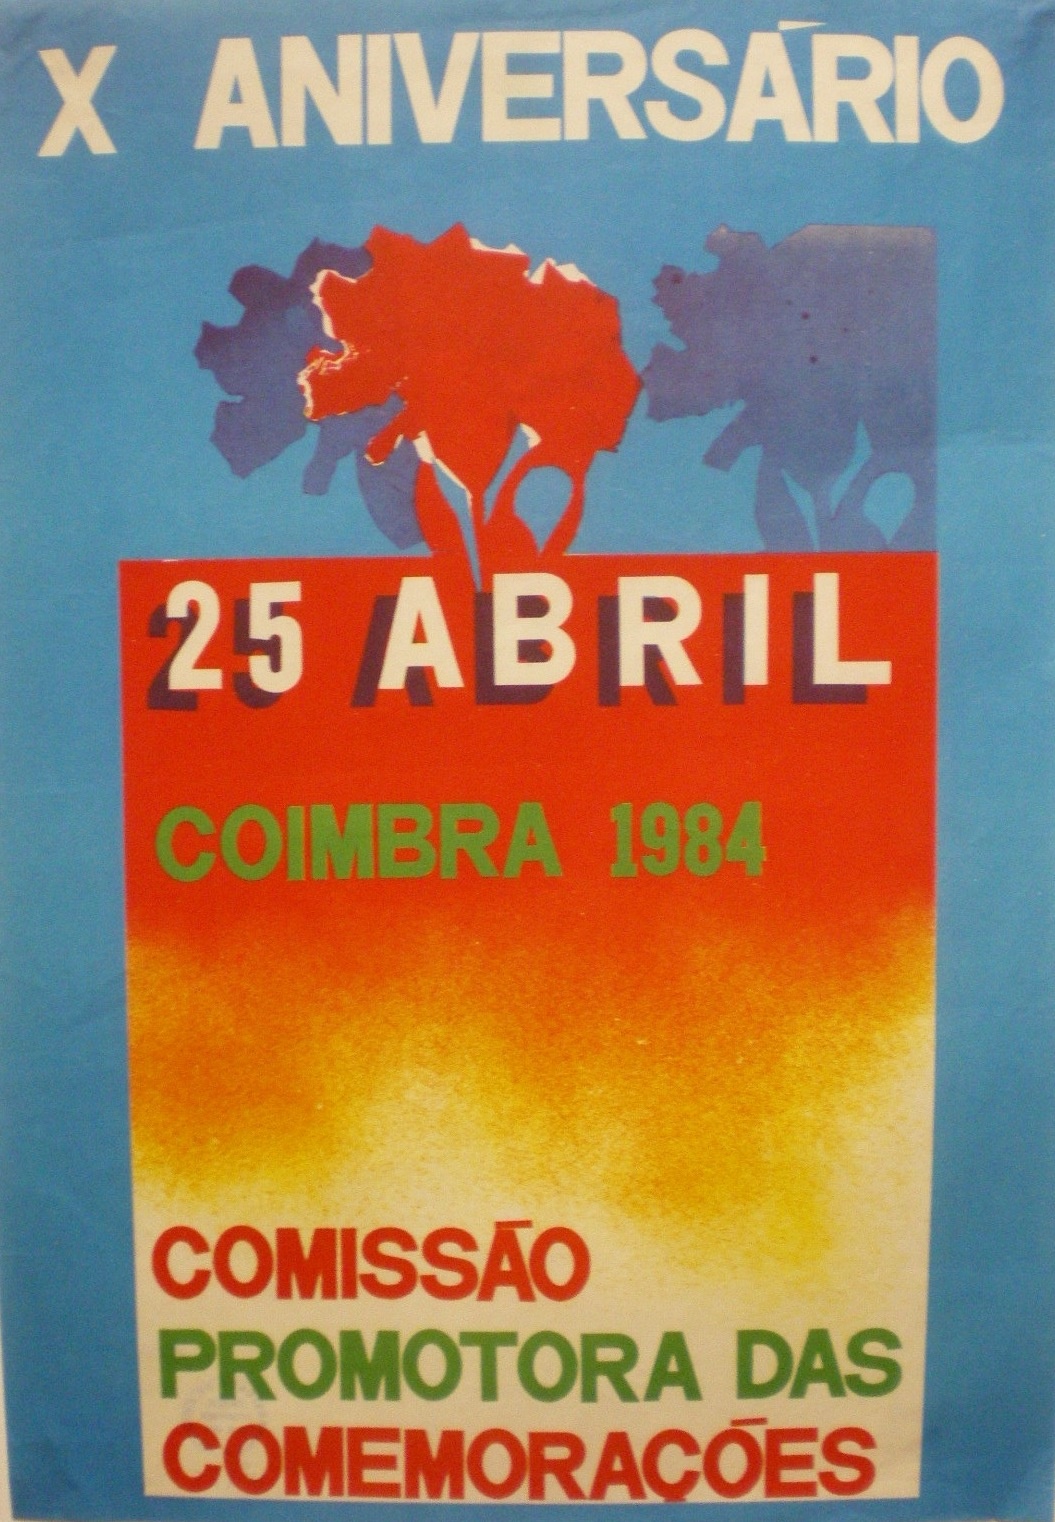 X ANIVERSÁRIO
25 ABRIL
COIMBRA 1984
COMISSÃO
PROMOTORA DAS
COMEMORAÇÕES